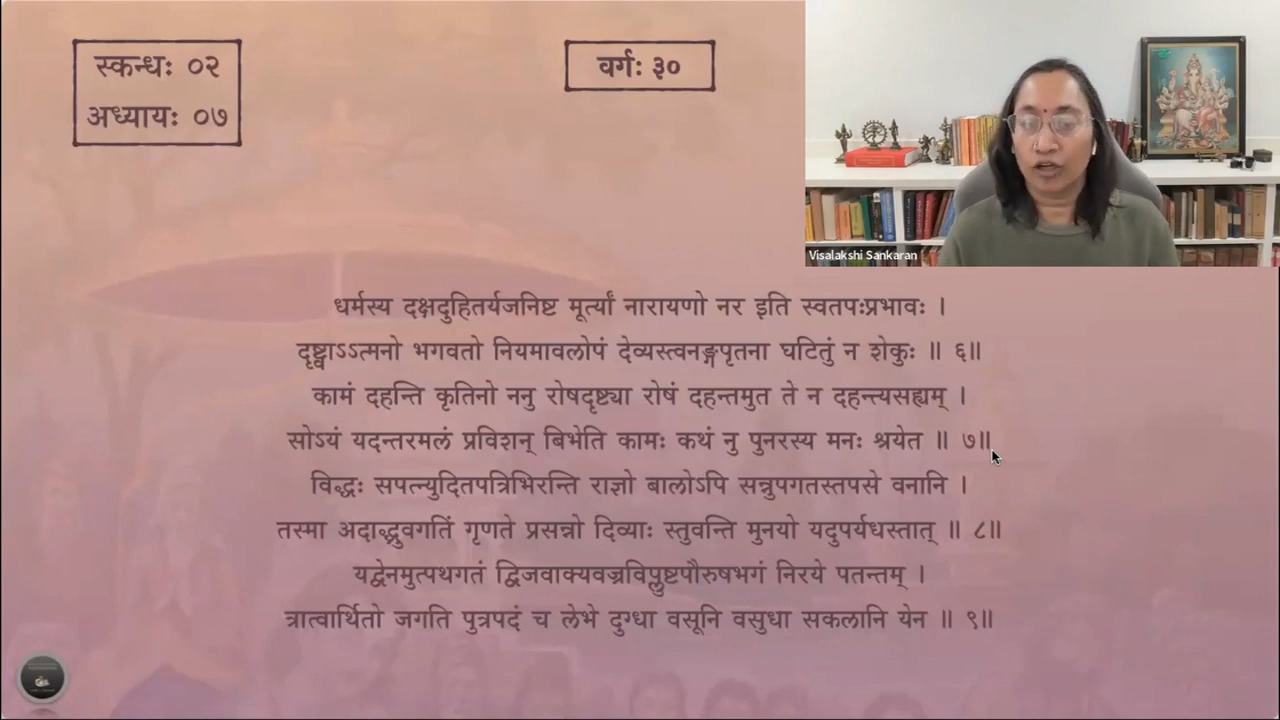 स्कन्धः ०२
अध्यायः ०७
वर्गः ३०
Visalakshi Sankaran
धर्मस्य दक्षदुहितर्यजनिष्ट मूर्त्यां नारायणो नर इति स्वतपःप्रभावः ।
दृष्ट्वाऽऽत्मनो भगवतो नियमावलोपं देव्यस्त्वनङ्गपृतना घटितुं न शेकुः ॥ ६॥
कामं दहन्ति कृतिनो ननु रोषदृष्ट्या रोषं दहन्तमुत ते न दहन्त्यसह्यम् ।
सोऽयं यदन्तरमलं प्रविशन् बिभेति कामः कथं नु पुनरस्य मनः श्रयेत ॥ ७॥
विद्धः सपत्न्युदितपत्रिभिरन्ति राज्ञो बालोऽपि सन्नुपगतस्तपसे वनानि ।
तस्मा अदाद्ध्रुवगतिं गृणते प्रसन्नो दिव्याः स्तुवन्ति मुनयो यदुपर्यधस्तात् ॥ ८॥
यद्वेनमुत्पथगतं द्विजवाक्यवज्रविप्लुष्टपौरुषभगं निरये पतन्तम् ।
त्रात्वार्थितो जगति पुत्रपदं च लेभे दुग्धा वसूनि वसुधा सकलानि येन ॥ ९॥